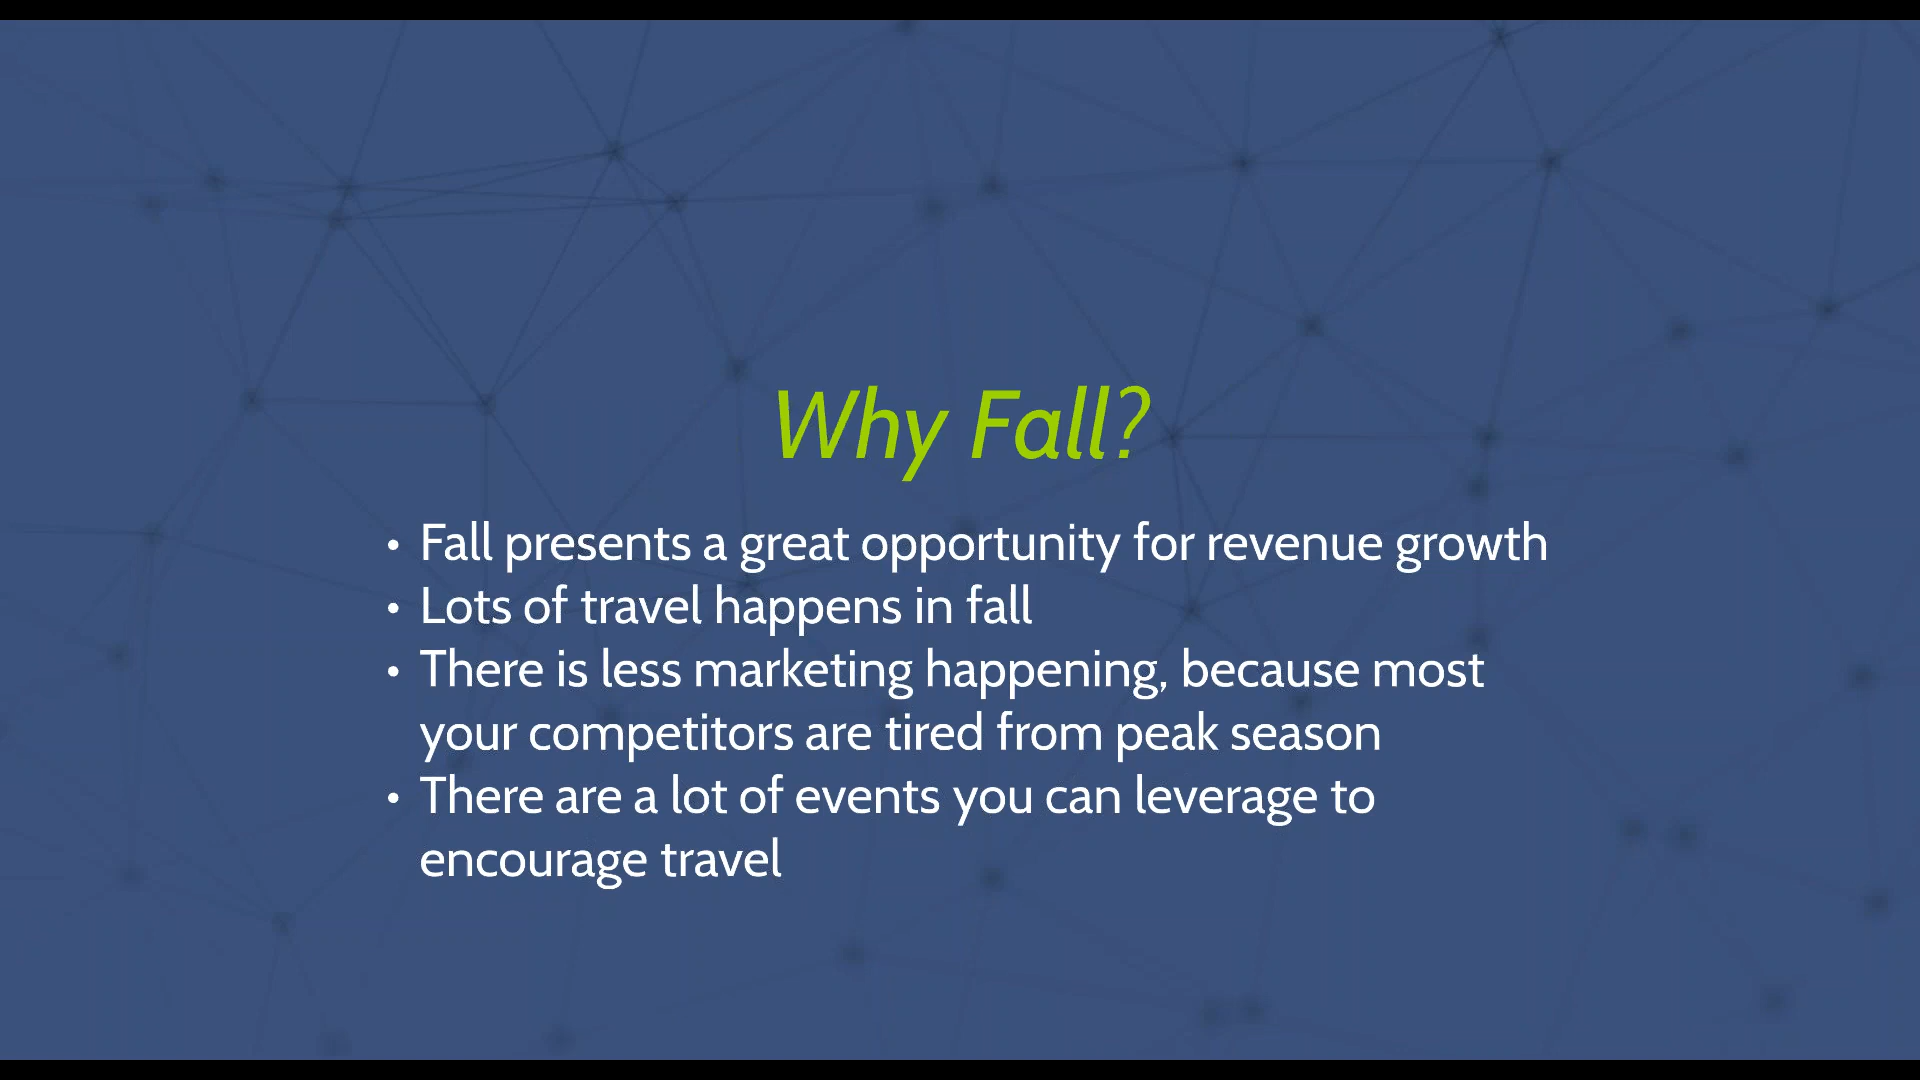 Why Fall?
• Fall presents a great opportunity for revenue growth
• Lots of travel happens in fall
• There is less marketing happening, because most
your competitors are tired from peak season
• There are a lot of events you can leverage to
encourage travel